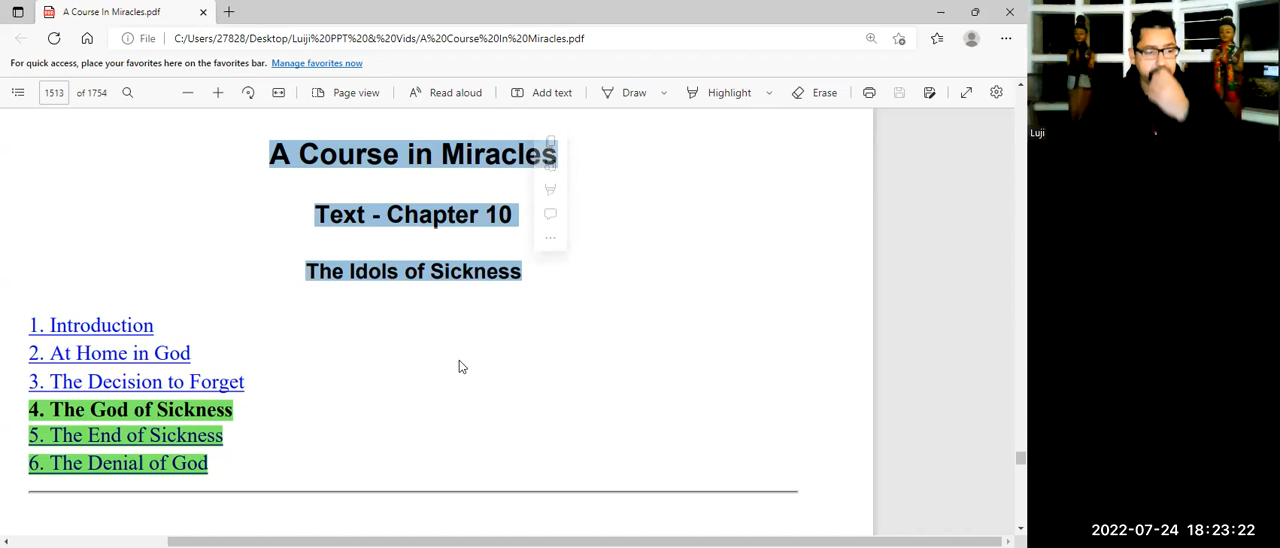 A Course In Miracles.pdf
File C:/Users/27828/Desktop/Luiji%20PPT%20&%20Vids/A%20Course%20In%20Miracles.pdf
For quick access, place your favorites here on the favorites bar. Manage favorites now
1513 of 1754 Page view Read aloud Add text Draw Highlight Erase
A Course in Miracles
Text - Chapter 10
The Idols of Sickness
1. Introduction
2. At Home in God
3. The Decision to Forget
4. The God of Sickness
5. The End of Sickness
6. The Denial of God
Luji
2022-07-24 18:23:22